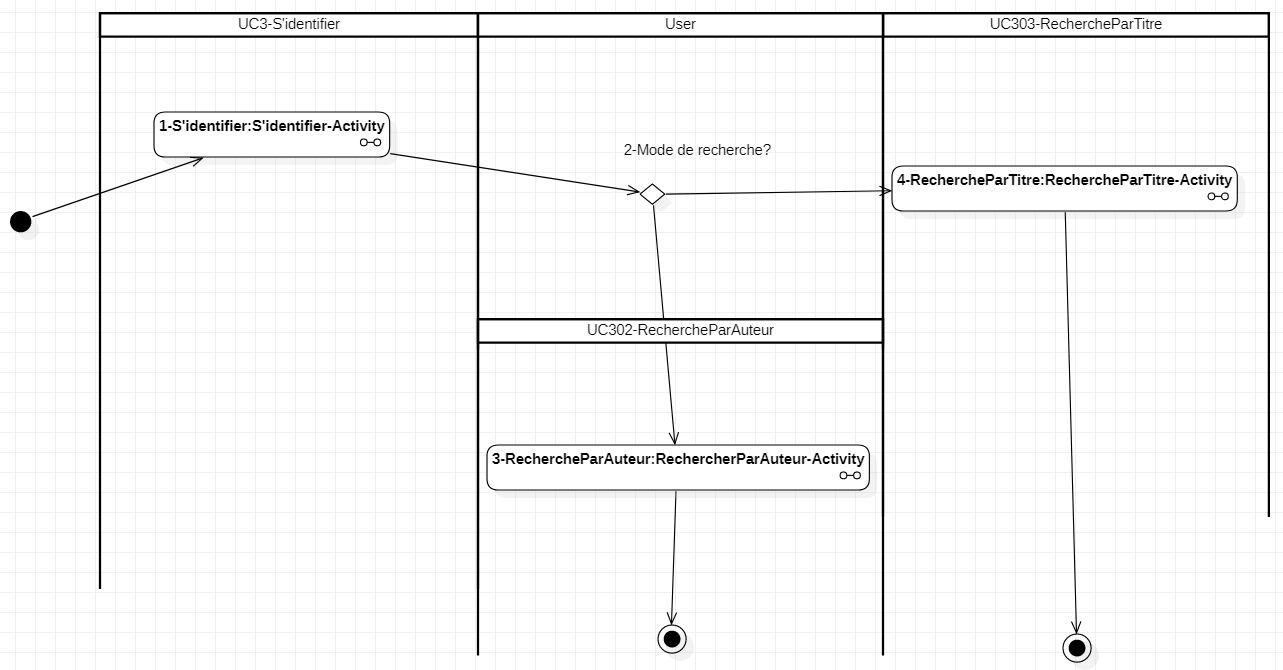 UC3-S'identifier
User
UC303-RechercheParTitre
1-S'identifier:S'identifier-Activity
2-Mode de recherche?
4-RechercheParTitre:RechercheParTitre-Activity
UC302-RechercheParAuteur
3-RechercheParAuteur:RechercherParAuteur-Activity